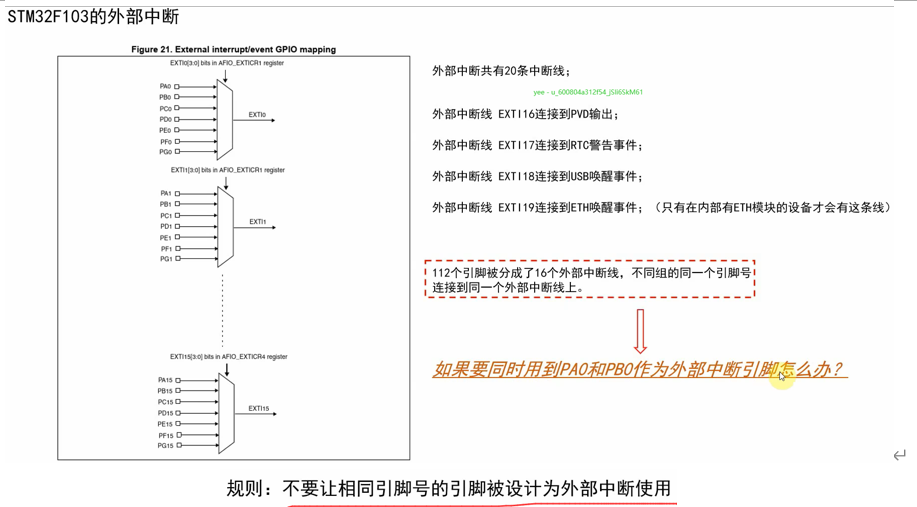 STM32F103的外部中断
Figure 21. External interrupt/event GPIO mapping
EXTI0[3:0] bits in AFIO_EXTICR1 register
PA0
PB0
PC0
PD0
PE0
PF0
PG0
EXTI0
EXTI1[3:0] bits in AFIO_EXTICR1 register
PA1
PB1
PC1
PD1
PE1
PF1
PG1
EXTI1
EXTI15[3:0] bits in AFIO_EXTICR4 register
PA15
PB15
PC15
PD15
PE15
PF15
PG15
EXTI15
外部中断共有20条中断线;
外部中断线 EXTI16连接到PVD输出;
外部中断线 EXTI17连接到RTC警告事件;
外部中断线 EXTI18连接到USB唤醒事件;
外部中断线 EXTI19连接到ETH唤醒事件;（只有在内部有ETH模块的设备才会有这条线）
112个引脚被分成了16个外部中断线，不同组的同一个引脚号
连接到同一个外部中断线上。
如果要同时用到PA0和PB0作为外部中断引脚怎么办？
规则：不要让相同引脚号的引脚被设计为外部中断使用